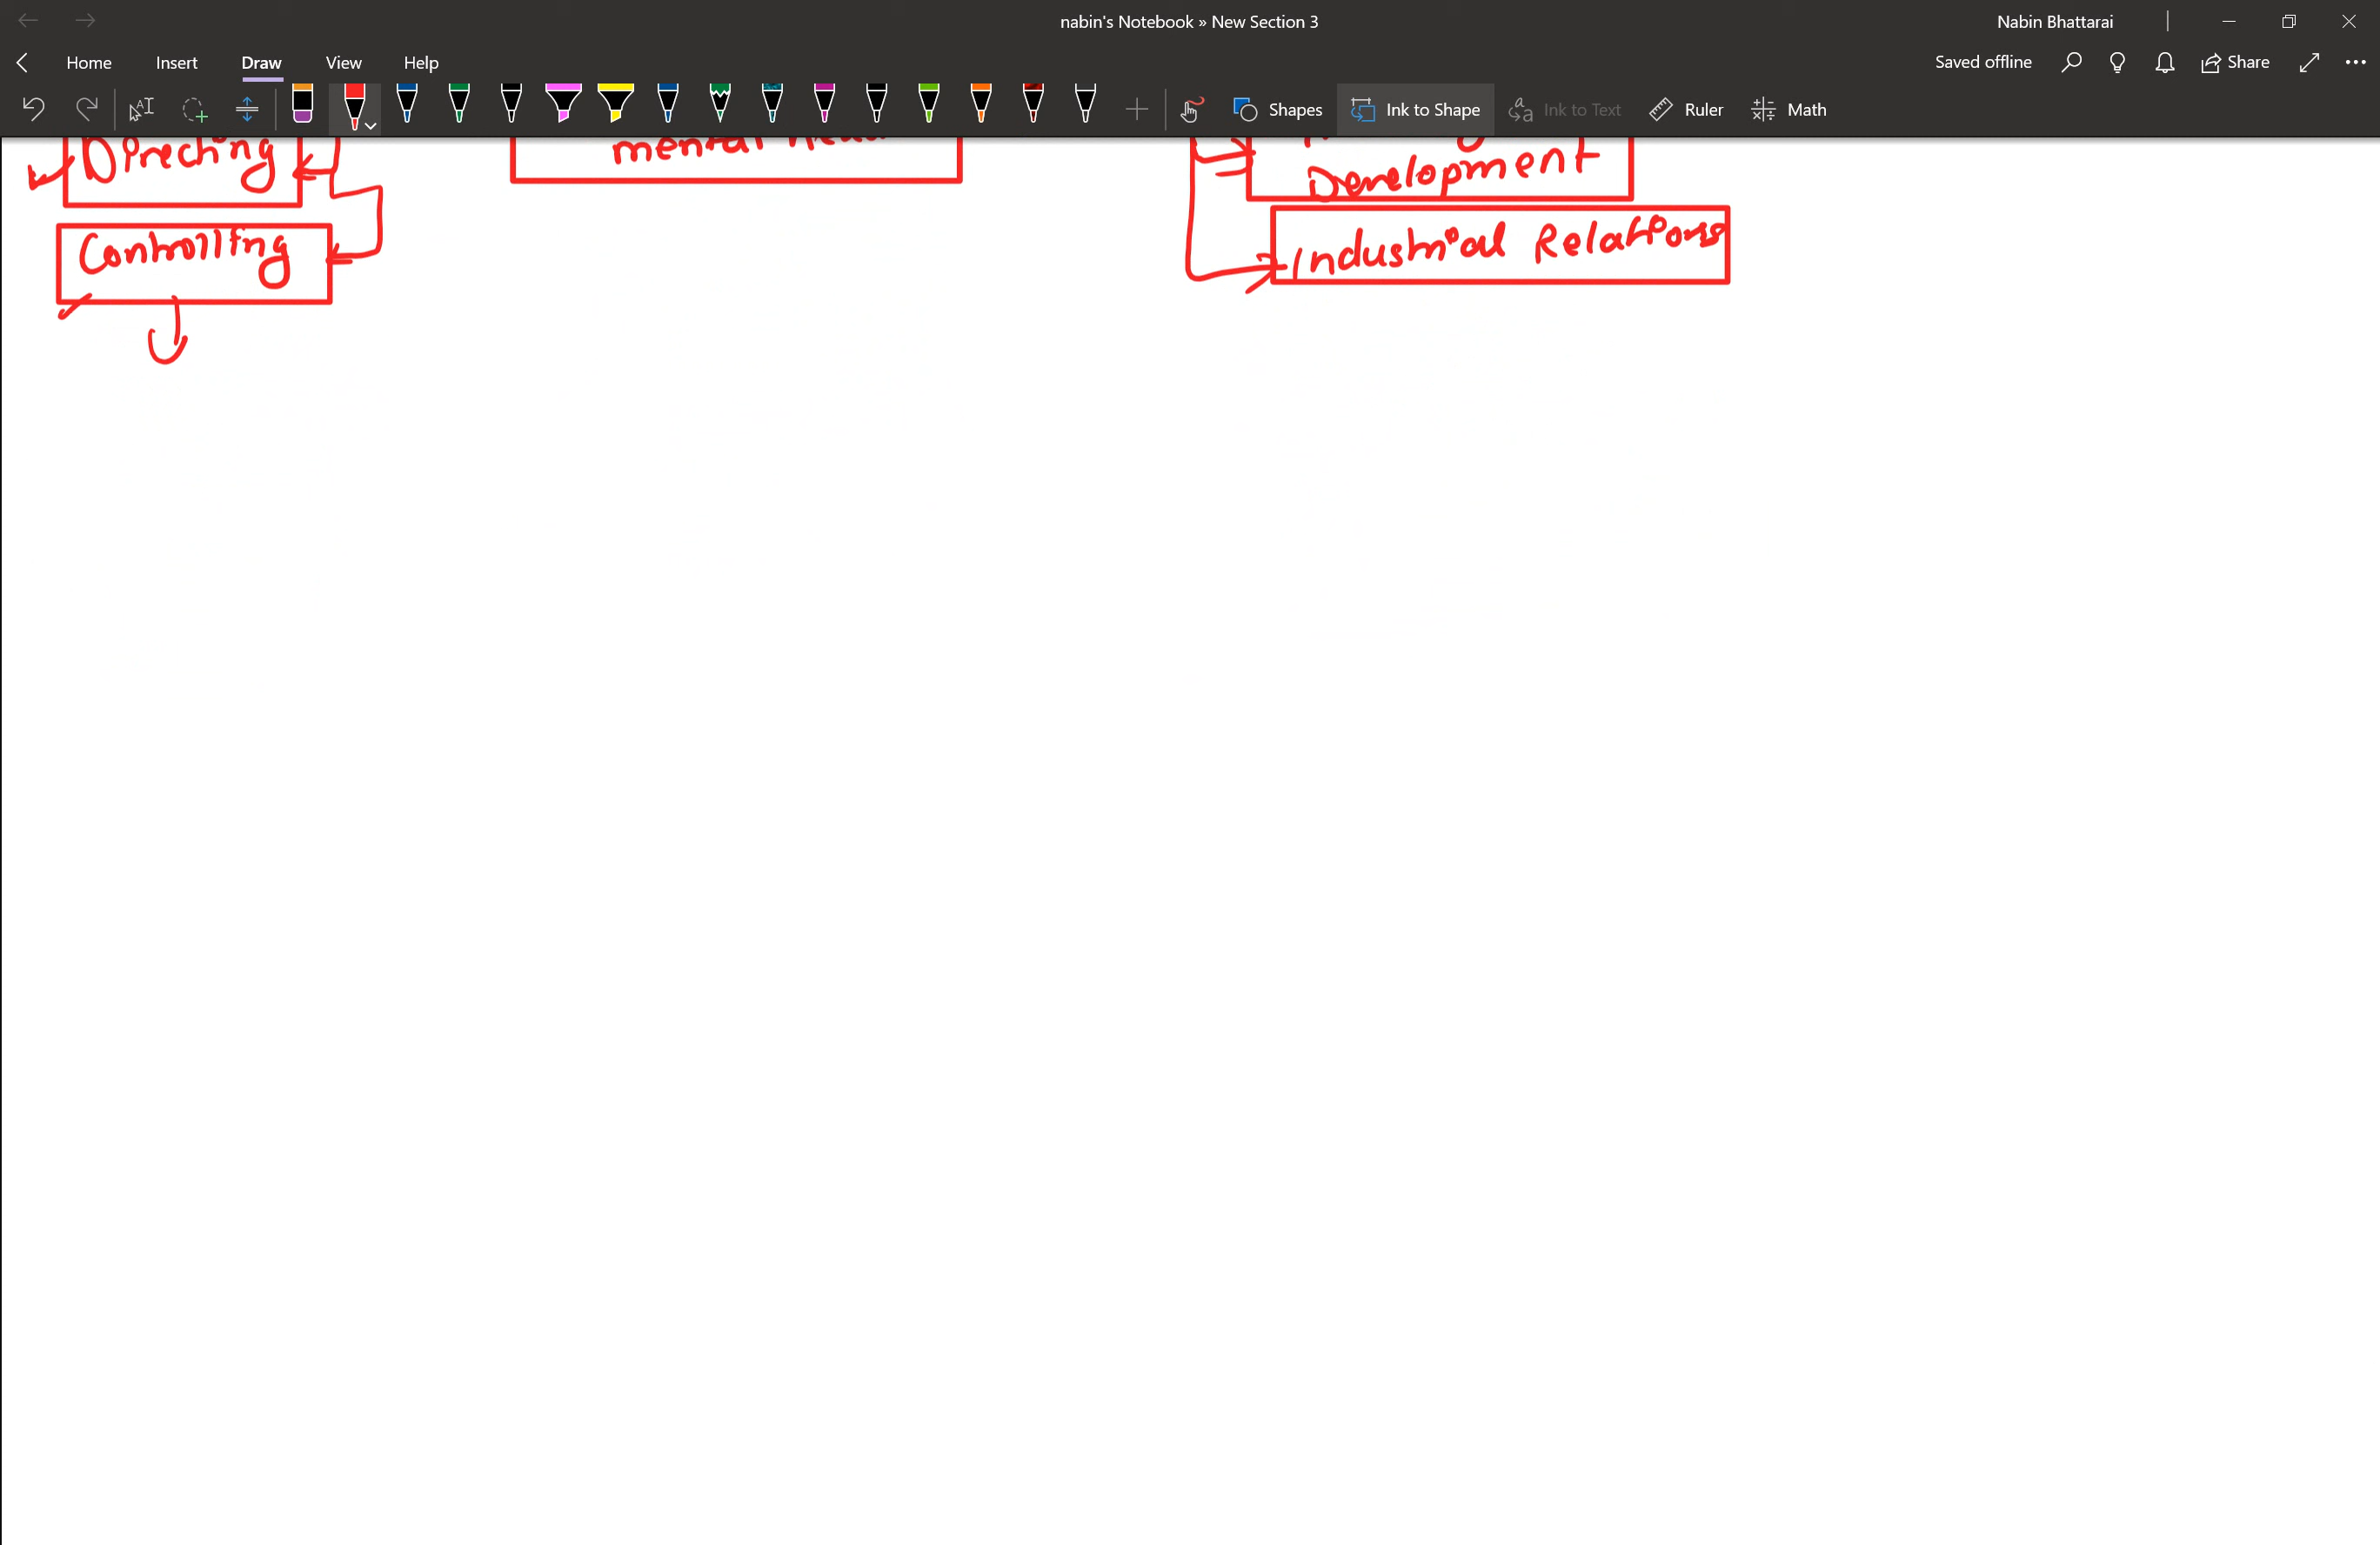 nabin's Notebook » New Section 3
Nabin Bhattarai
Home Insert Draw View Help
Saved offline
Share
Shapes
Ink to Shape
Ink to Text
Ruler
Math
Directing
mental
Development
Controlling
Industrial Relations